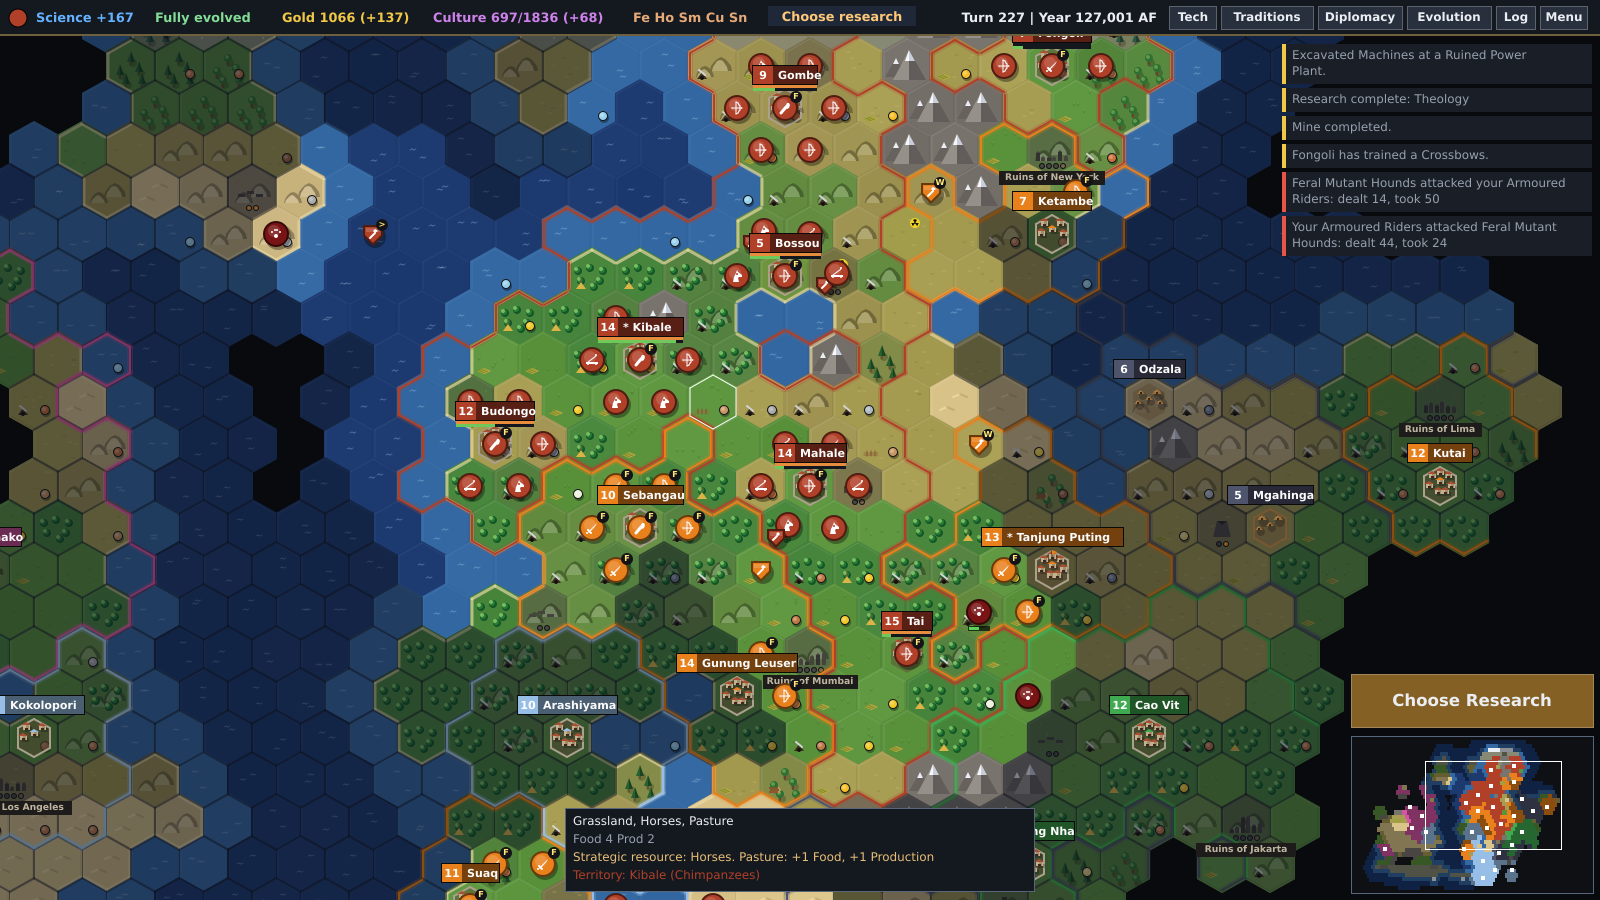 Science +167 Fully evolved Gold 1066 (+137) Culture 697/1836 (+68) Fe Ho Sm Cu Sn Choose research Turn 227 | Year 127,001 AF Tech Traditions Diplomacy Evolution Log Menu
Excavated Machines at a Ruined Power
Plant.
Research complete: Theology
Mine completed.
Fongoli has trained a Crossbows.
Feral Mutant Hounds attacked your Armoured
Riders: dealt 14, took 50
Your Armoured Riders attacked Feral Mutant
Hounds: dealt 44, took 24
9 Gombe
Ruins of New York
7 Ketambe
5 Bossou
14 * Kibale
6 Odzala
12 Budongo
Ruins of Lima
14 Mahale
12 Kutai
10 Sebangau
5 Mgahinga
ako
13 * Tanjung Puting
15 Tai
14 Gunung Leuser
Ruins of Mumbai
Kokolopori
10 Arashiyama
12 Cao Vit
Choose Research
Los Angeles
Grassland, Horses, Pasture
Food 4 Prod 2
Strategic resource: Horses. Pasture: +1 Food, +1 Production
Territory: Kibale (Chimpanzees)
ng Nha
Ruins of Jakarta
11 Suaq